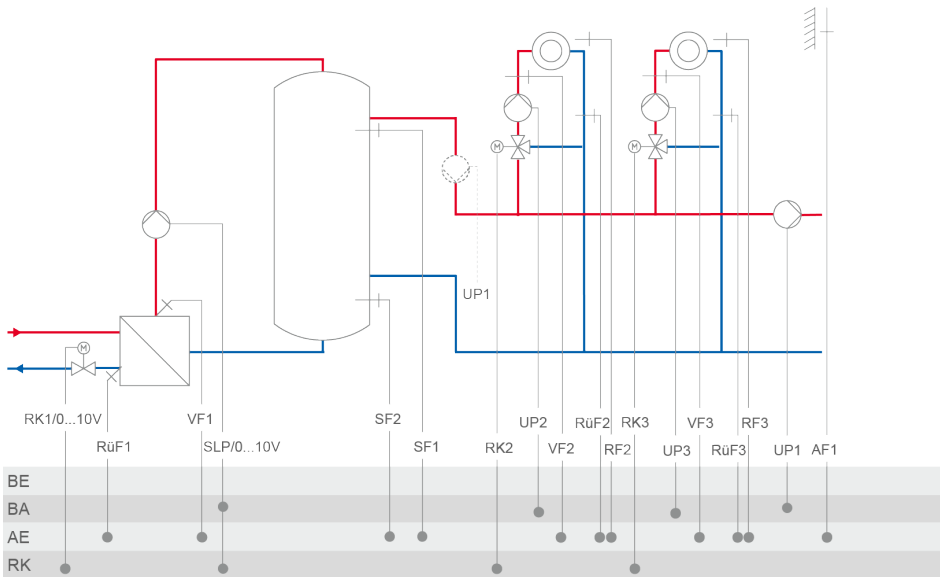 M
M
UP1
M
RK1/0...10V
VF1
SF2
UP2
RüF2
RK3
VF3
RF3
RüF1
SLP/0...10V
SF1
RK2
VF2
RF2
UP3
RüF3
UP1
AF1
BE
BA
AE
RK